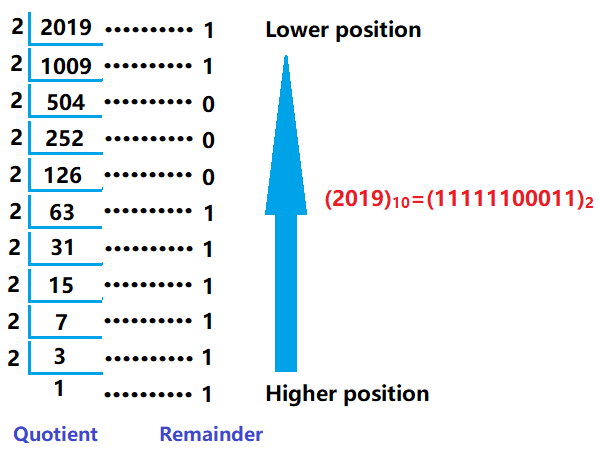 2 2019 ·········· 1 Lower position
2 1009 ·········· 1
2 504 ·········· 0
2 252 ·········· 0
2 126 ·········· 0
(2019)₁₀=(11111100011)₂
2 63 ·········· 1
2 31 ·········· 1
2 15 ·········· 1
2 7 ·········· 1
2 3 ·········· 1
1 ·········· 1 Higher position
Quotient Remainder